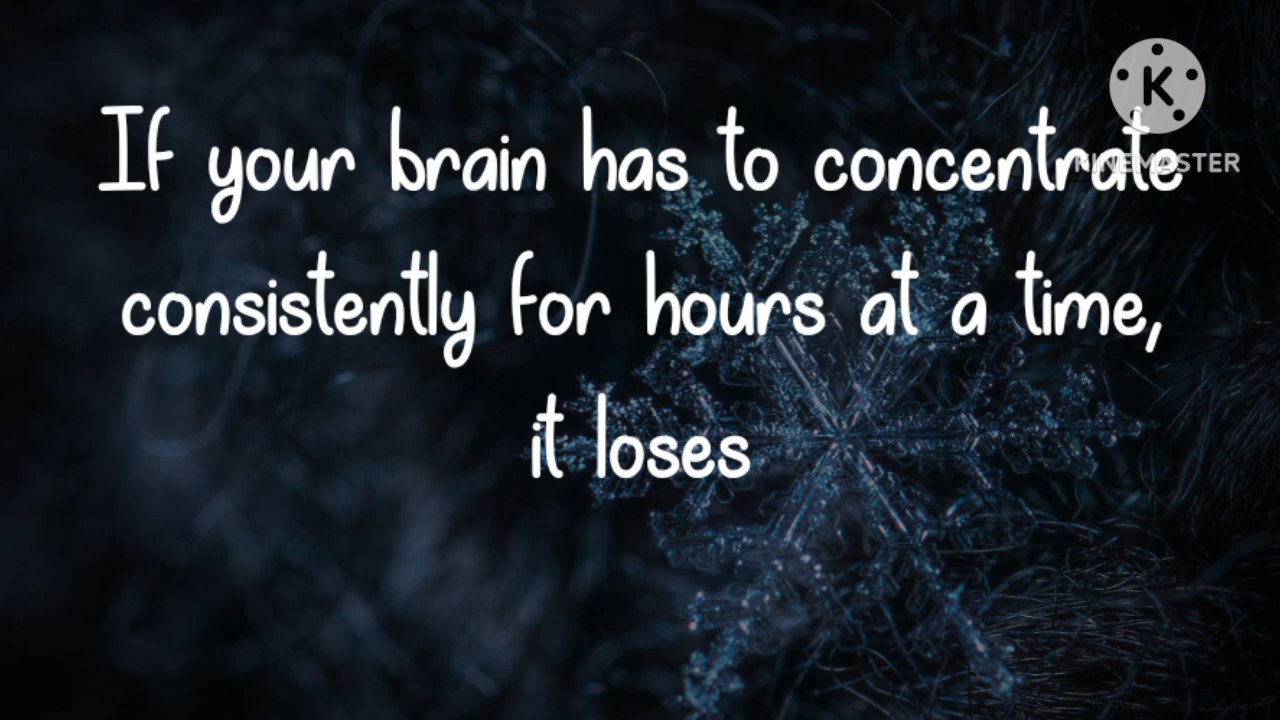 K
KINEMASTER
If your brain has to concentrate
consistently for hours at a time,
it loses